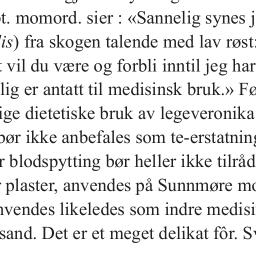 t. momord. sier : «Sannelig synes j
lis) fra skogen talende med lav røst:
t vil du være og forbli inntil jeg har
lig er antatt til medisinsk bruk.» Fø
ige dietetiske bruk av legeveronika
bør ikke anbefales som te-erstatning
r blodspytting bør heller ikke tilråd
r plaster, anvendes på Sunnmøre mo
nvendes likeledes som indre medisi
sand. Det er et meget delikat fôr. Sv